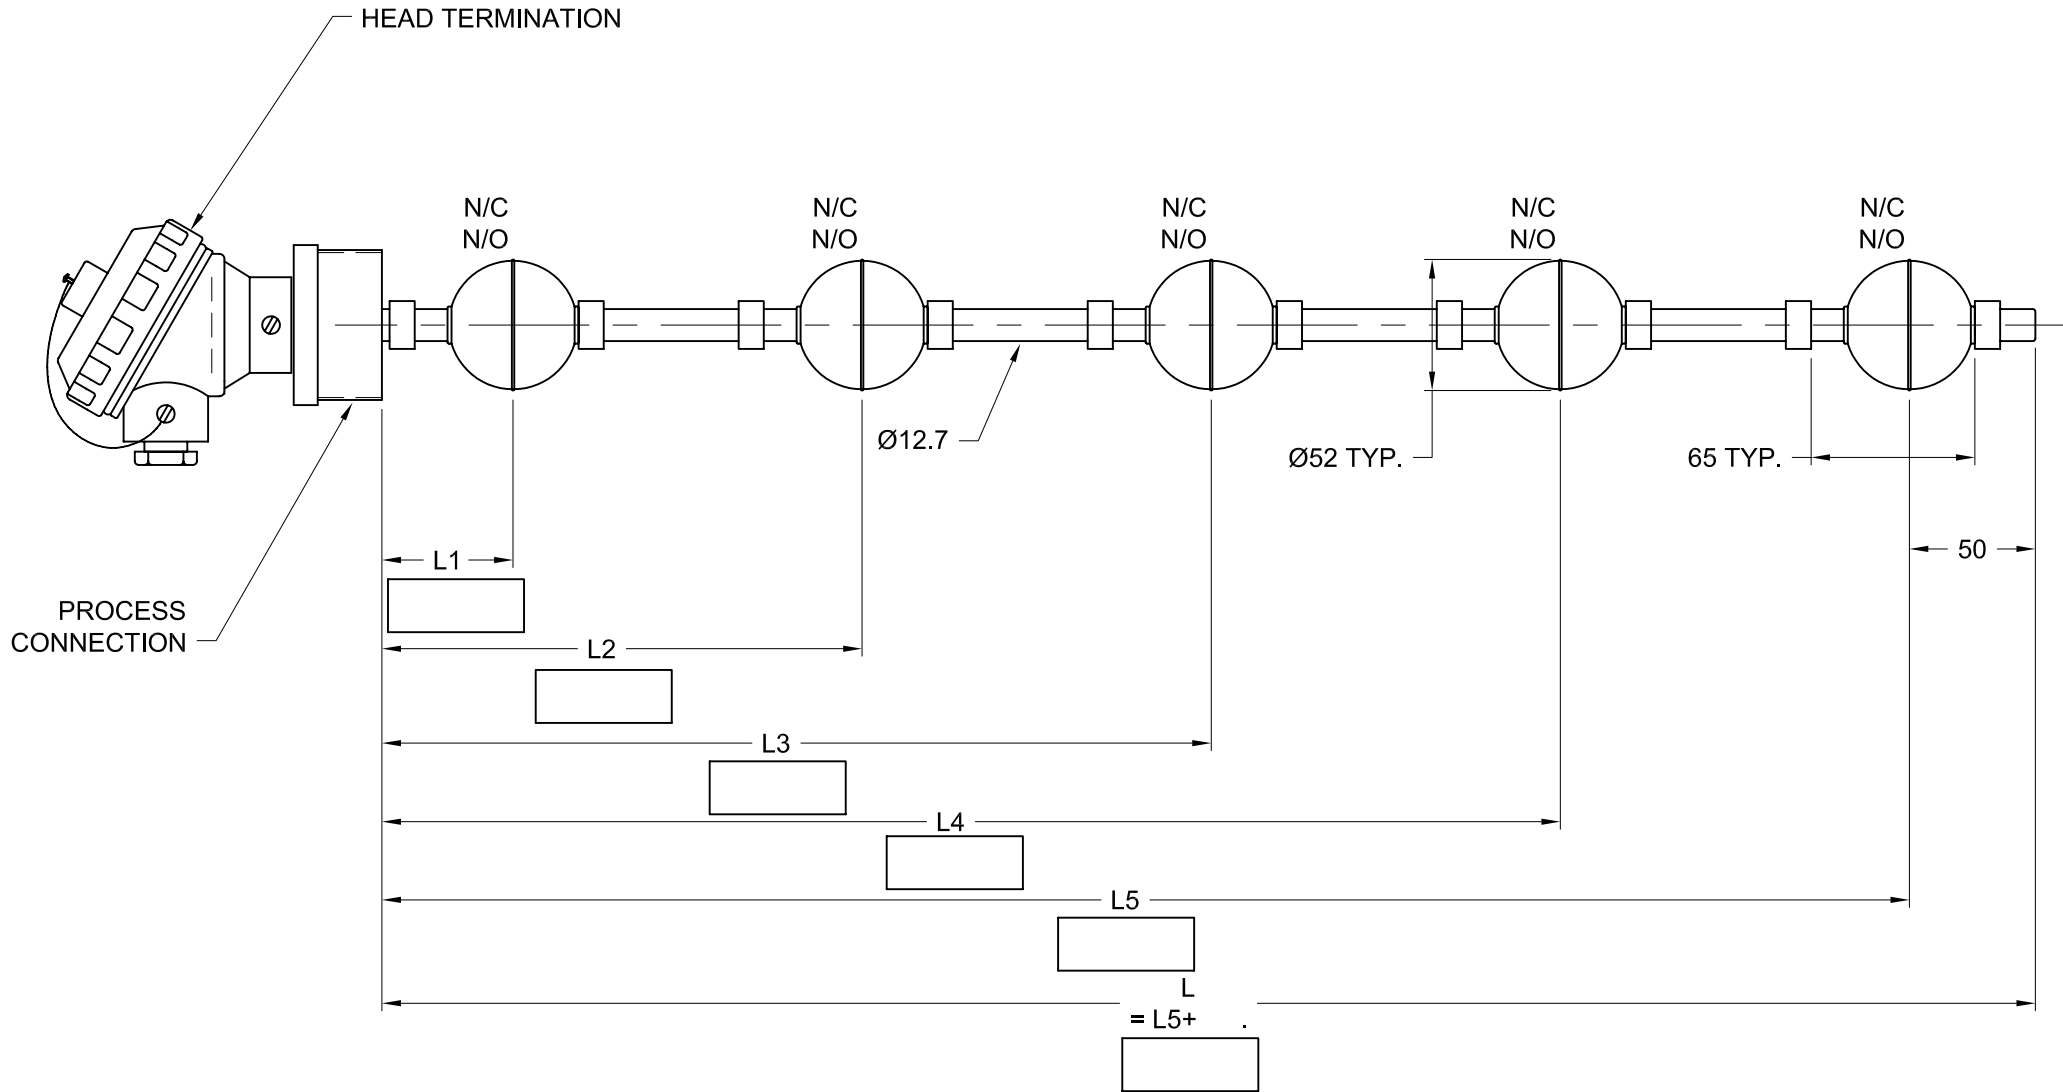 HEAD TERMINATION
N/C
N/O
N/C
N/O
N/C
N/O
N/C
N/O
N/C
N/O
Ø12.7
Ø52 TYP.
65 TYP.
50
L1
PROCESS
CONNECTION
L2
L3
L4
L5
L
= L5+ .